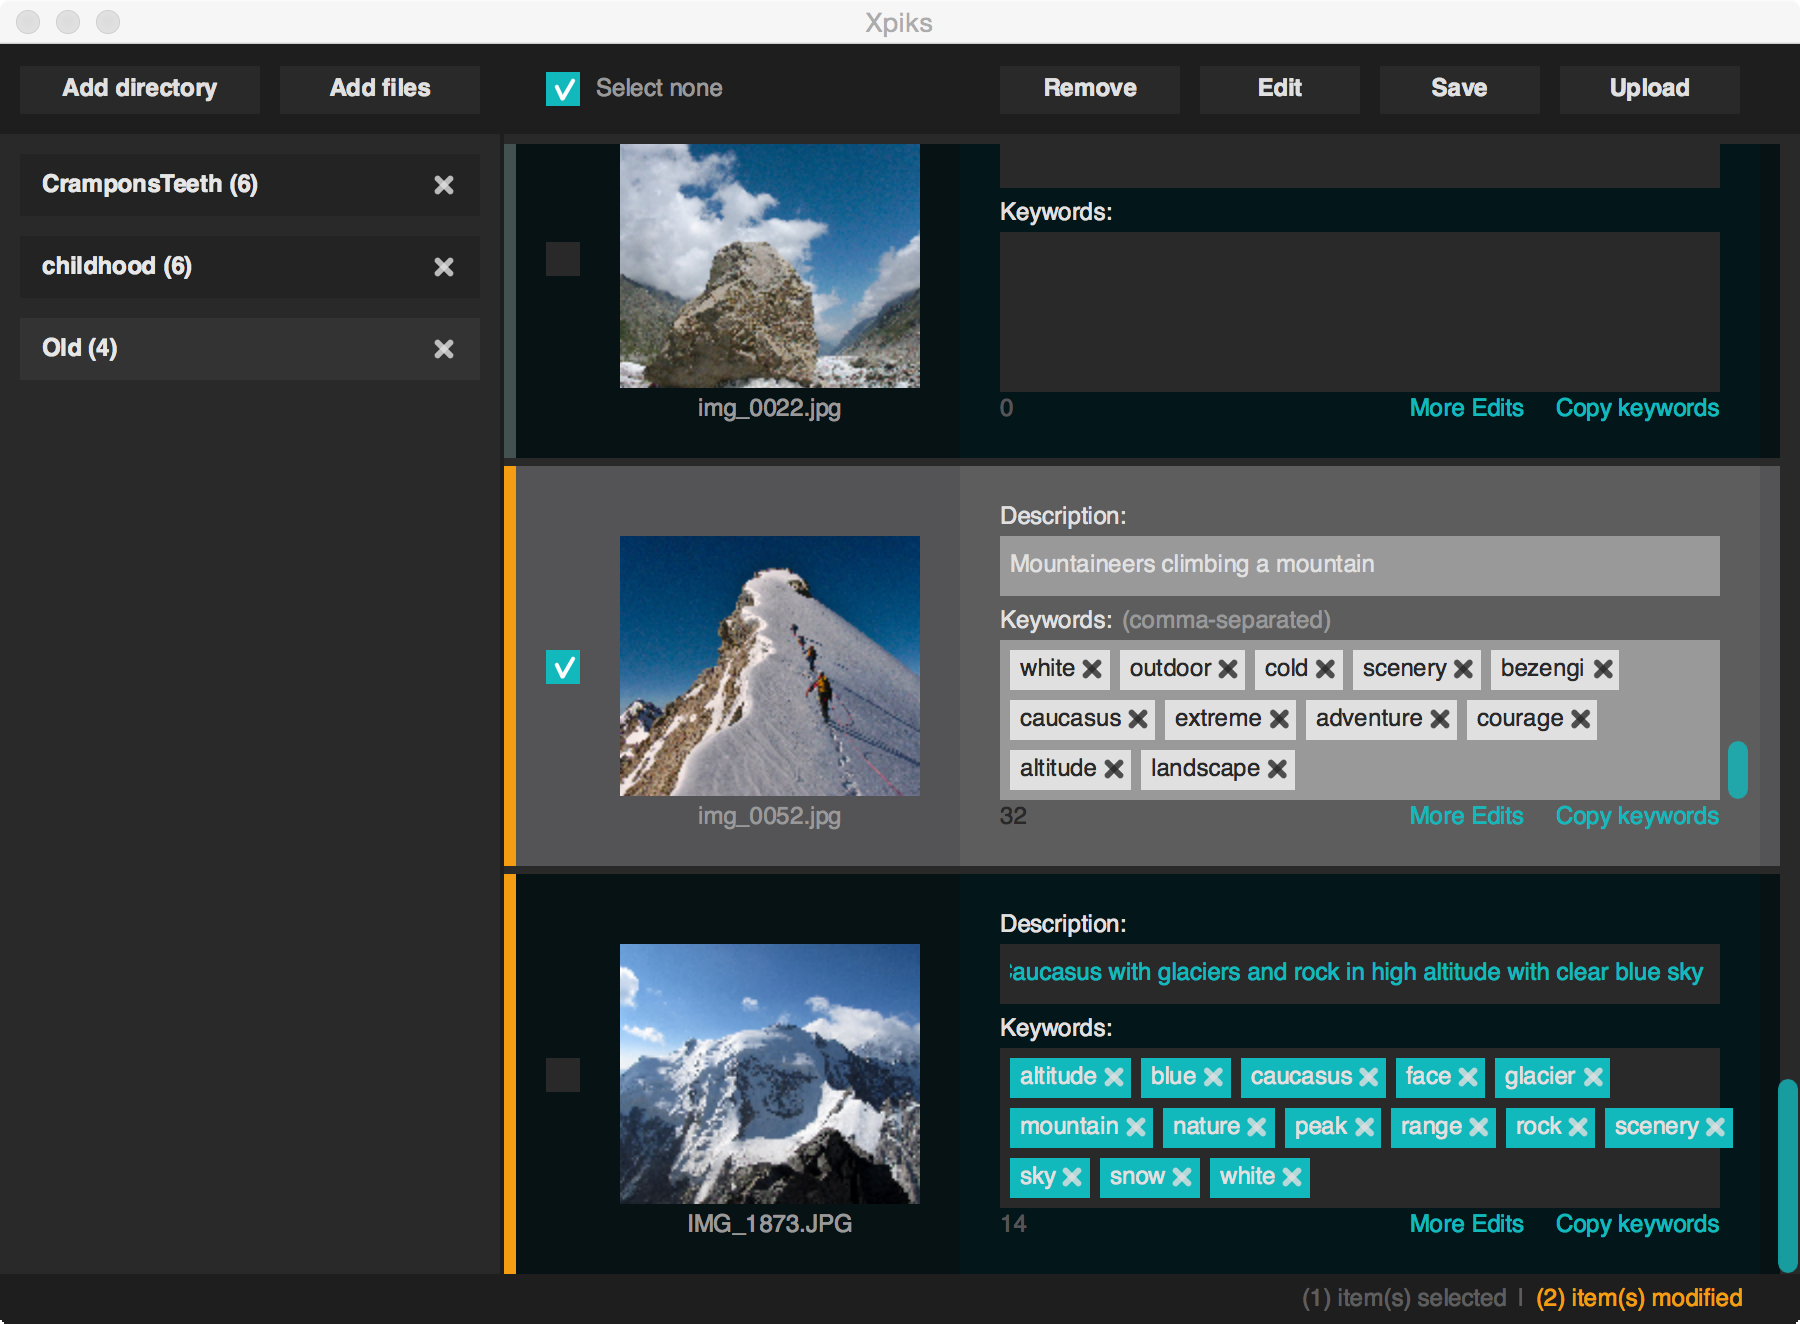 Xpiks
Add directory
Add files
Select none
Remove
Edit
Save
Upload
CramponsTeeth (6)
childhood (6)
Old (4)
img_0022.jpg
Keywords:
0
More Edits
Copy keywords
img_0052.jpg
Description:
Mountaineers climbing a mountain
Keywords: (comma-separated)
white outdoor cold scenery bezengi
caucasus extreme adventure courage
altitude landscape
32
More Edits
Copy keywords
IMG_1873.JPG
Description:
aucasus with glaciers and rock in high altitude with clear blue sky
Keywords:
altitude blue caucasus face glacier
mountain nature peak range rock scenery
sky snow white
14
More Edits
Copy keywords
(1) item(s) selected | (2) item(s) modified